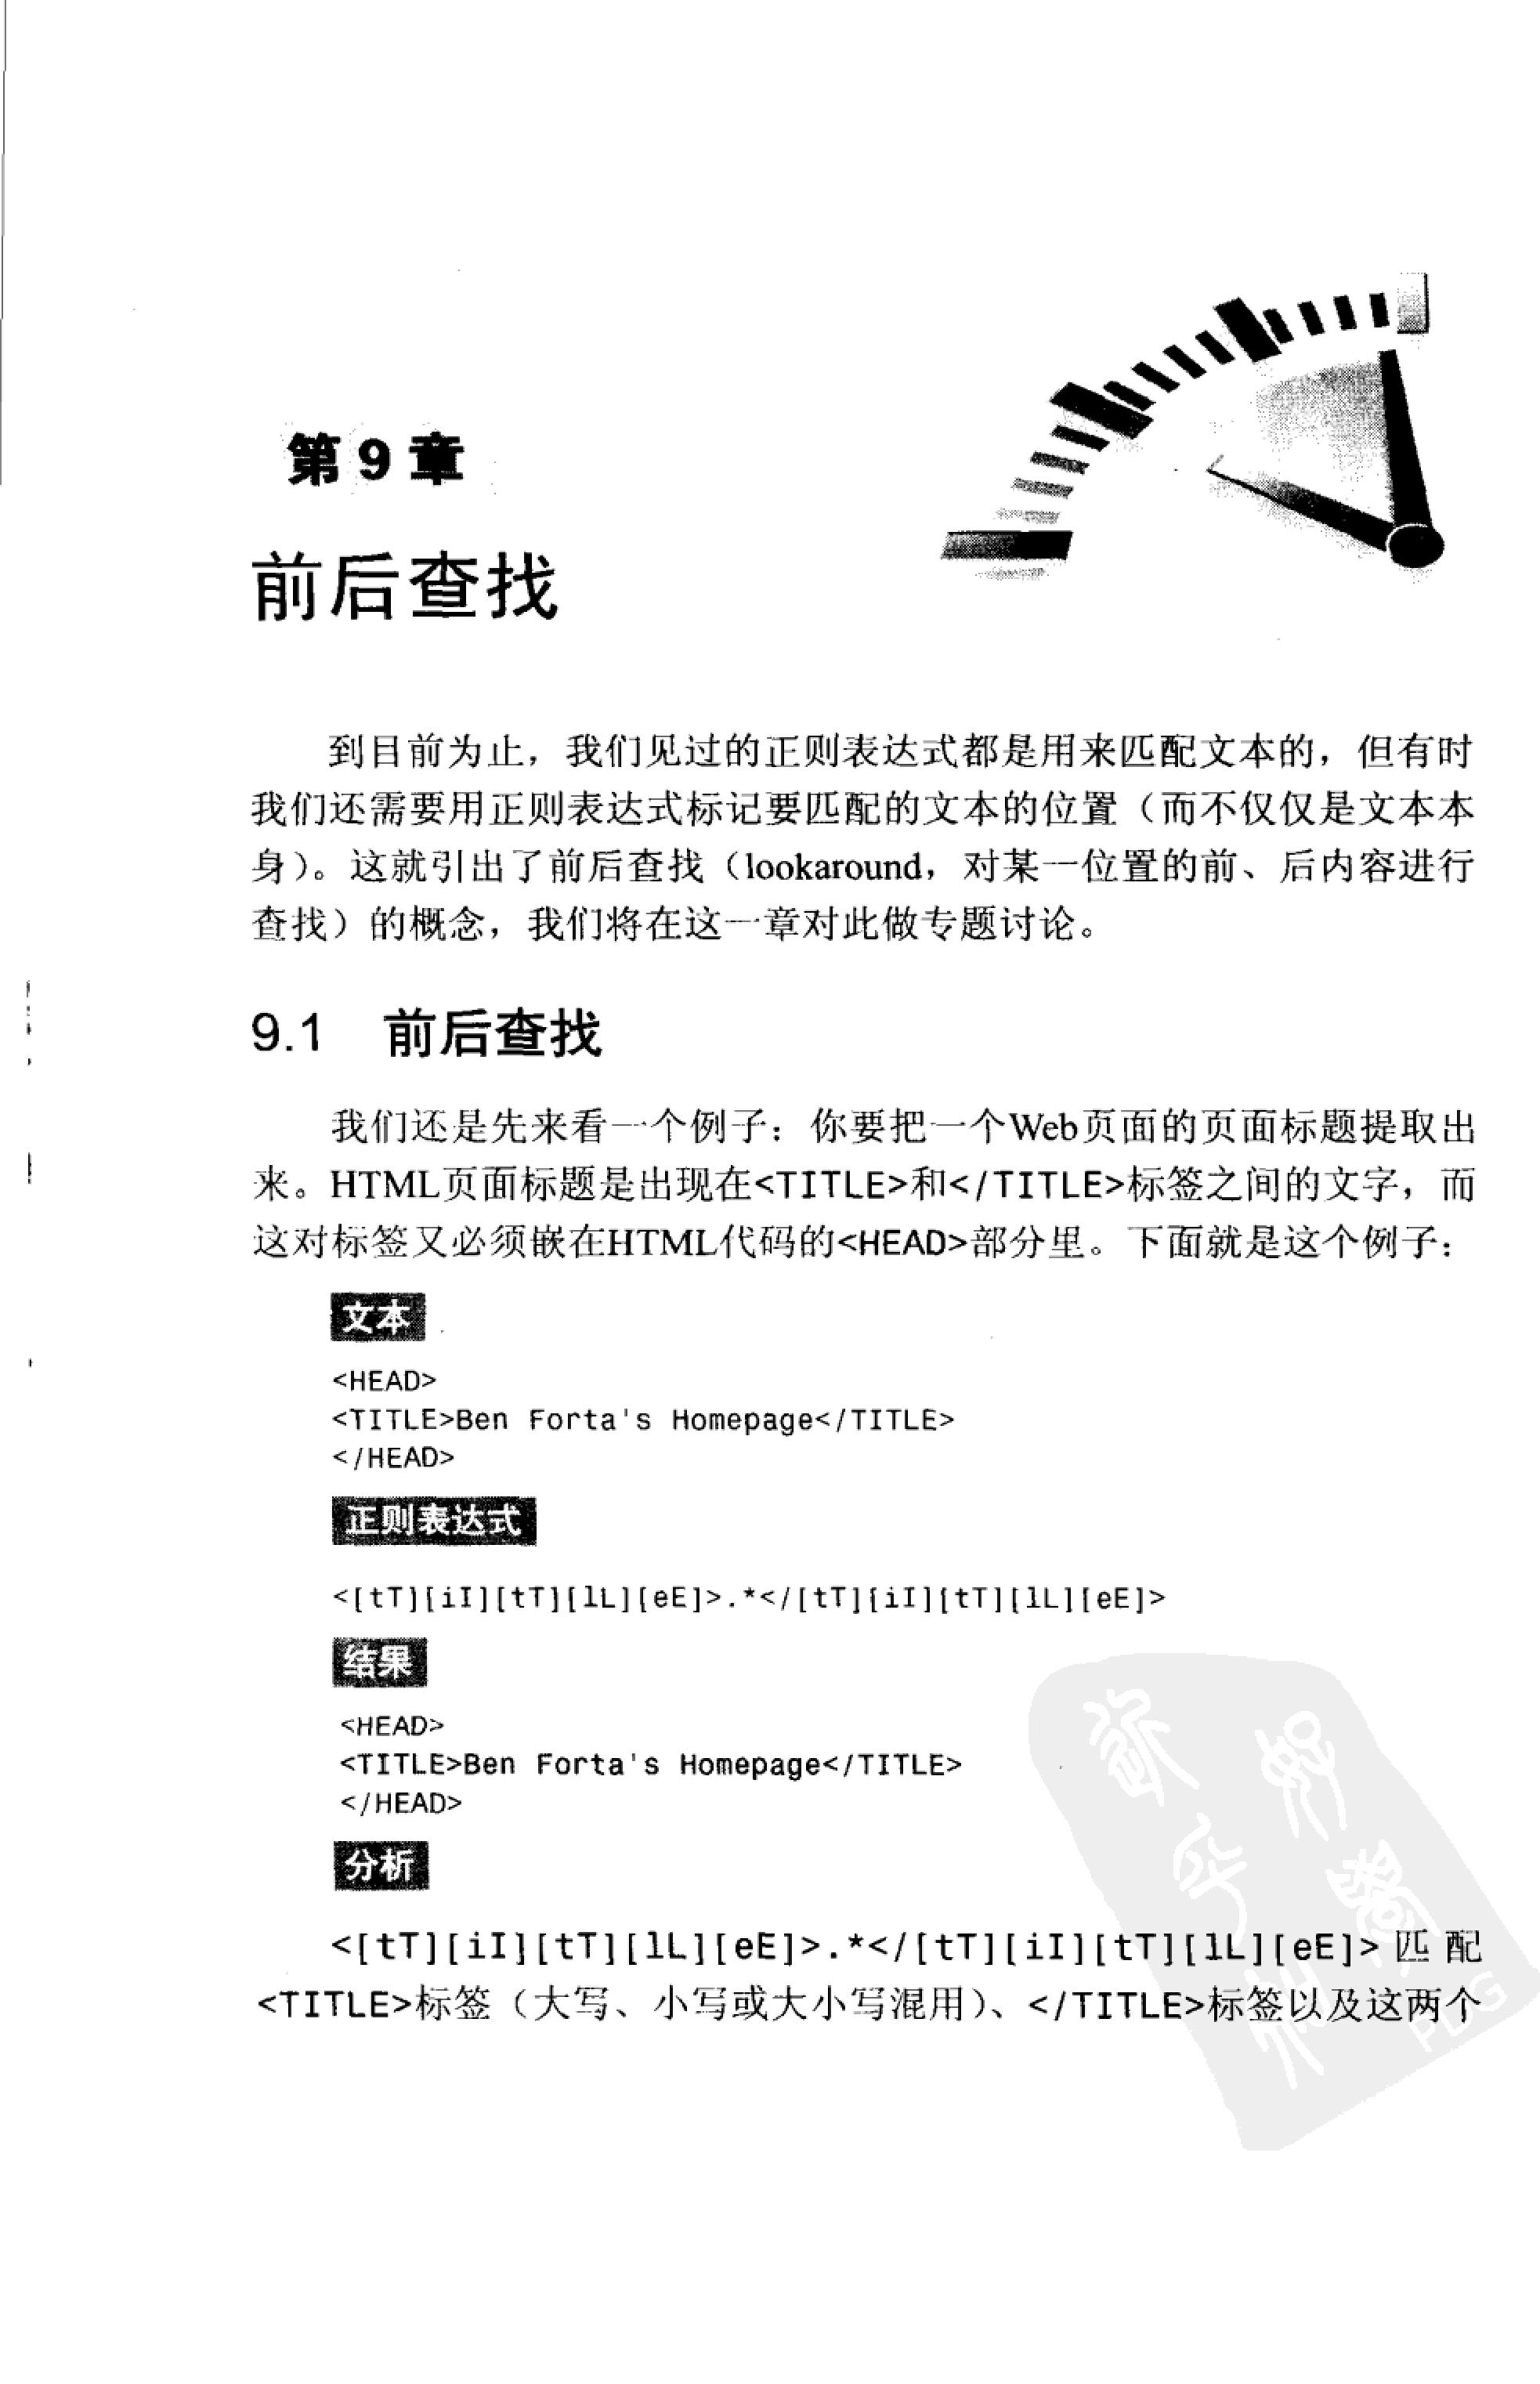 第9章
前后查找
到目前为止，我们见过的正则表达式都是用来匹配文本的，但有时
我们还需要用正则表达式标记要匹配的文本的位置（而不仅仅是文本本
身）。这就引出了前后查找（lookaround，对某一位置的前、后内容进行
查找）的概念，我们将在这一章对此做专题讨论。
9.1 前后查找
我们还是先来看一个例子：你要把一个Web页面的页面标题提取出
来。HTML页面标题是出现在<TITLE>和</TITLE>标签之间的文字，而
这对标签又必须嵌在HTML代码的<HEAD>部分里。下面就是这个例子：
文本
<HEAD>
<TITLE>Ben Forta's Homepage</TITLE>
</HEAD>
正则表达式
<[tT][iI][tT][lL][eE]>.*</[tT][iI][tT][lL][eE]>
结果
<HEAD>
<TITLE>Ben Forta's Homepage</TITLE>
</HEAD>
分析
<[tT][iI][tT][lL][eE]>.*</[tT][iI][tT][lL][eE]>匹配
<TITLE>标签（大写、小写或大小写混用）、</TITLE>标签以及这两个
PDG